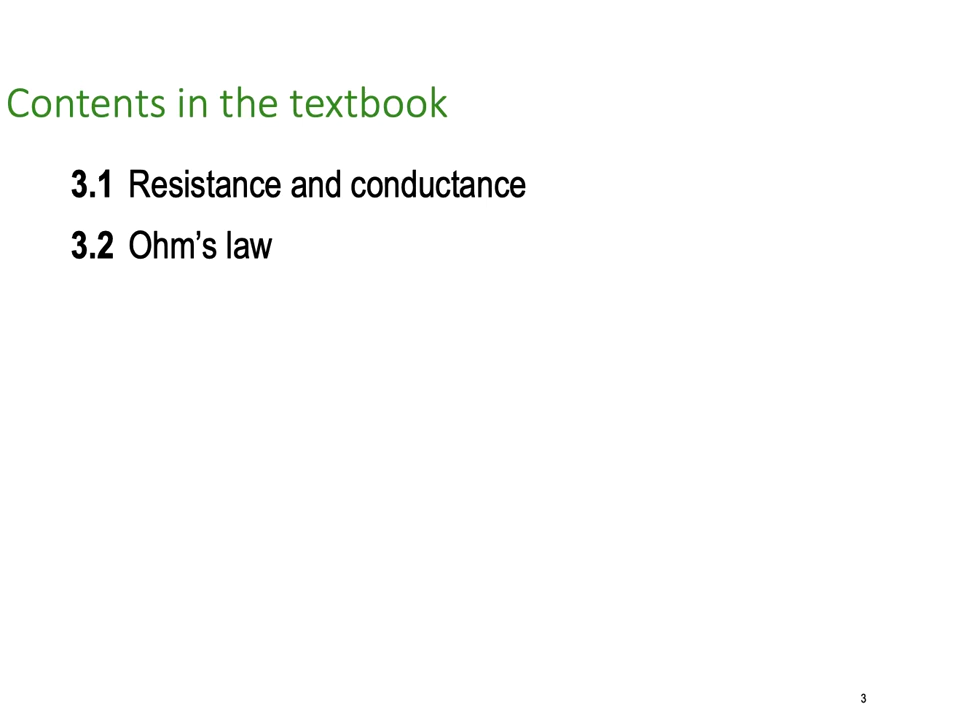 Contents in the textbook
3.1 Resistance and conductance
3.2 Ohm’s law
3